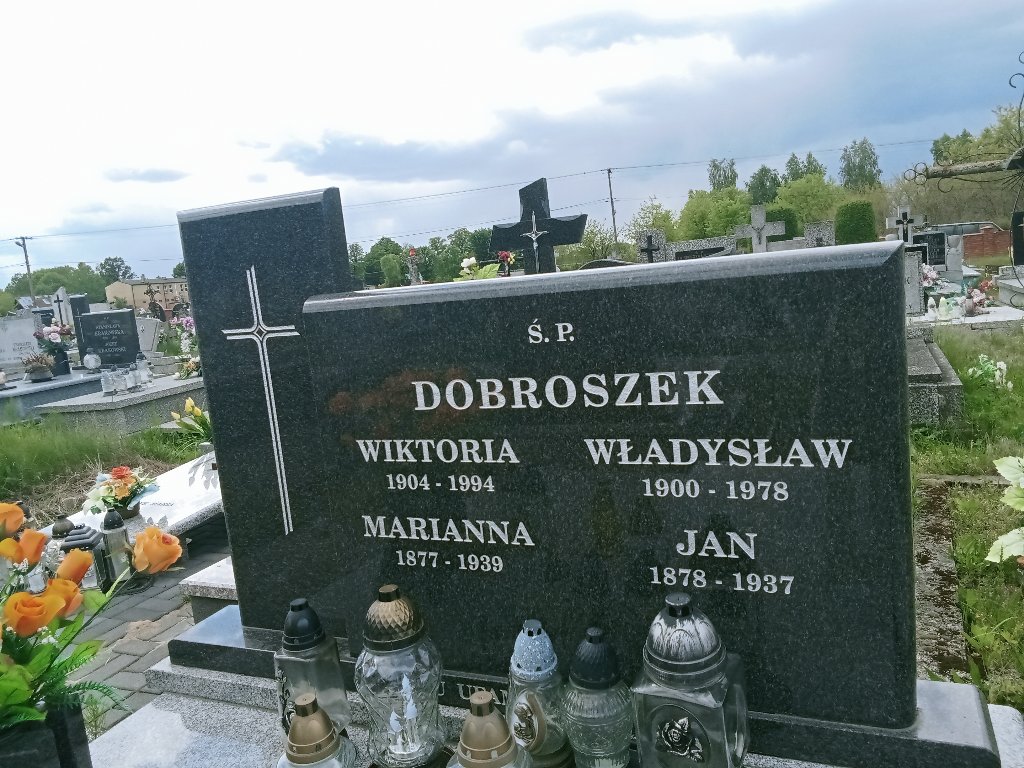 Ś. P.
DOBROSZEK
WIKTORIA
1904 - 1994
WŁADYSŁAW
1900 - 1978
MARIANNA
1877 - 1939
JAN
1878 - 1937